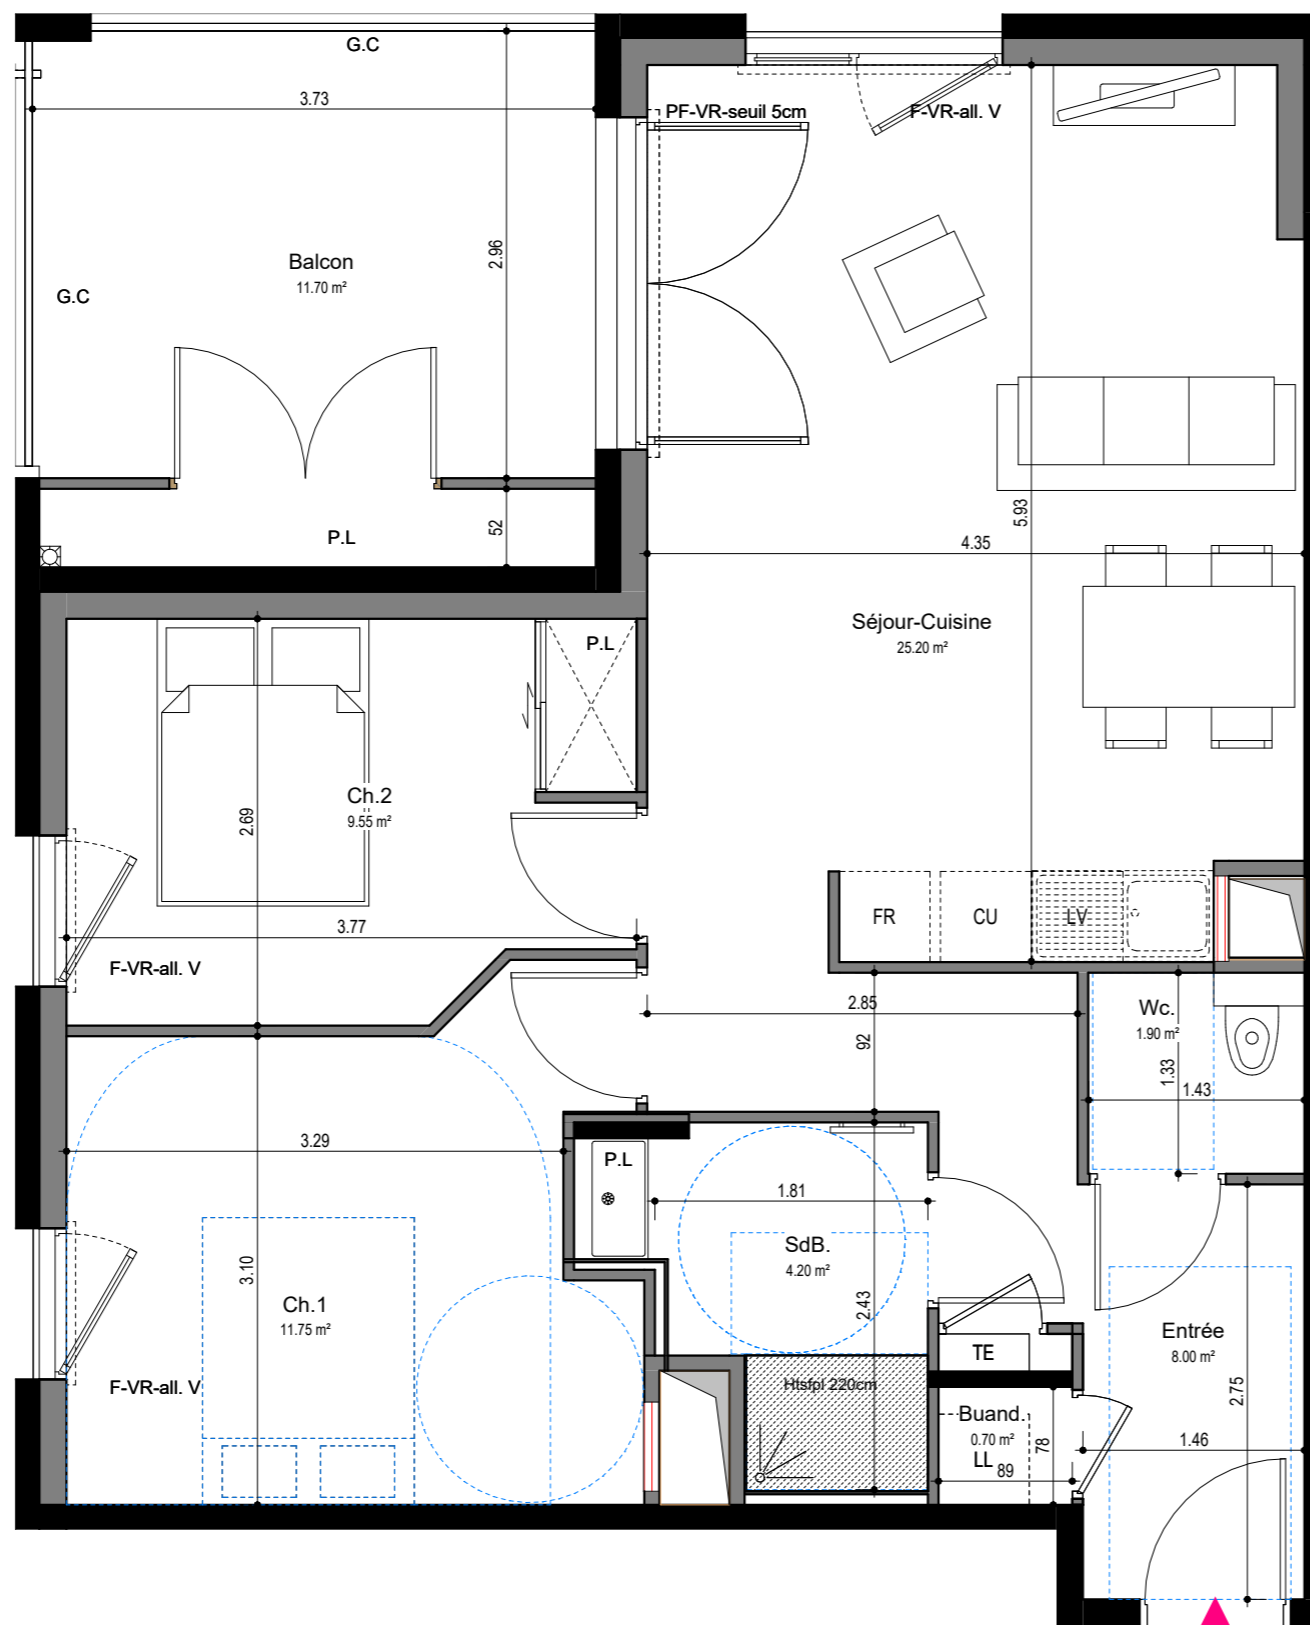 G.C
3.73
PF-VR-seuil 5cm
F-VR-all. V
Balcon
11.70 m²
2.96
G.C
52
P.L
5.93
4.35
Séjour-Cuisine
25.20 m²
P.L
Ch.2
9.55 m²
2.69
3.77
F-VR-all. V
FR
CU
LV
2.85
92
Wc.
1.90 m²
1.33
1.43
3.29
P.L
1.81
SdB.
4.20 m²
2.43
3.10
Ch.1
11.75 m²
F-VR-all. V
Entrée
8.00 m²
2.75
TE
Htsfpl 220cm
Buand.
0.70 m²
LL
78
89
1.46